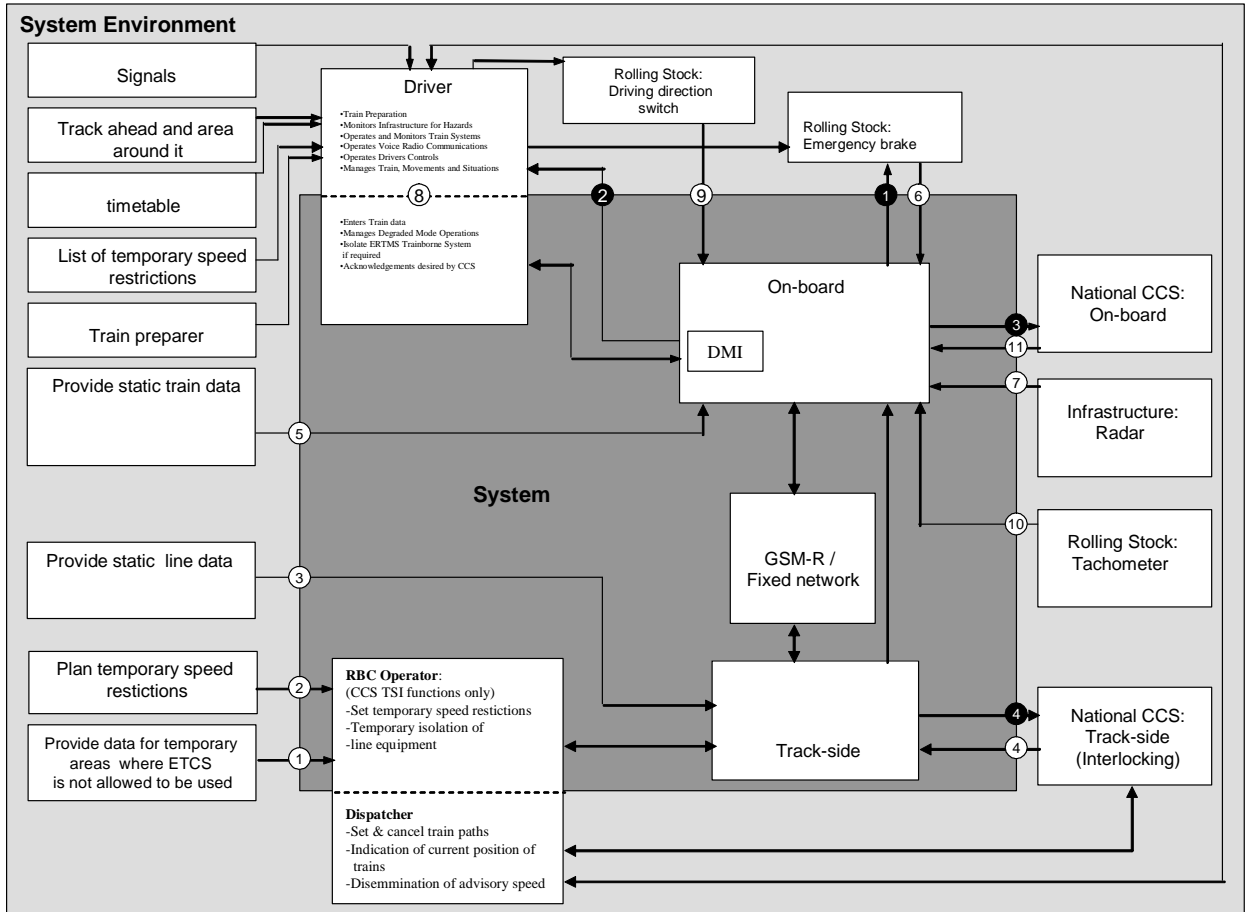 System Environment
Signals
Track ahead and area
around it
timetable
List of temporary speed
restrictions
Train preparer
Provide static train data
Provide static line data
Plan temporary speed
restictions
Provide data for temporary
areas where ETCS
is not allowed to be used
Driver
•Train Preparation
•Monitors Infrastructure for Hazards
•Operates and Monitors Train Systems
•Operates Voice Radio Communications
•Operates Drivers Controls
•Manages Train, Movements and Situations
8
•Enters Train data
•Manages Degraded Mode Operations
•Isolate ERTMS Trainborne System
if required
•Acknowledgements desired by CCS
Rolling Stock:
Driving direction
switch
Rolling Stock:
Emergency brake
2
9
1
6
On-board
DMI
3
11
7
10
National CCS:
On-board
Infrastructure:
Radar
Rolling Stock:
Tachometer
5
System
3
GSM-R /
Fixed network
2
1
RBC Operator:
(CCS TSI functions only)
-Set temporary speed restictions
-Temporary isolation of
-line equipment
Dispatcher
-Set & cancel train paths
-Indication of current position of
trains
-Disemmination of advisory speed
Track-side
4
4
National CCS:
Track-side
(Interlocking)